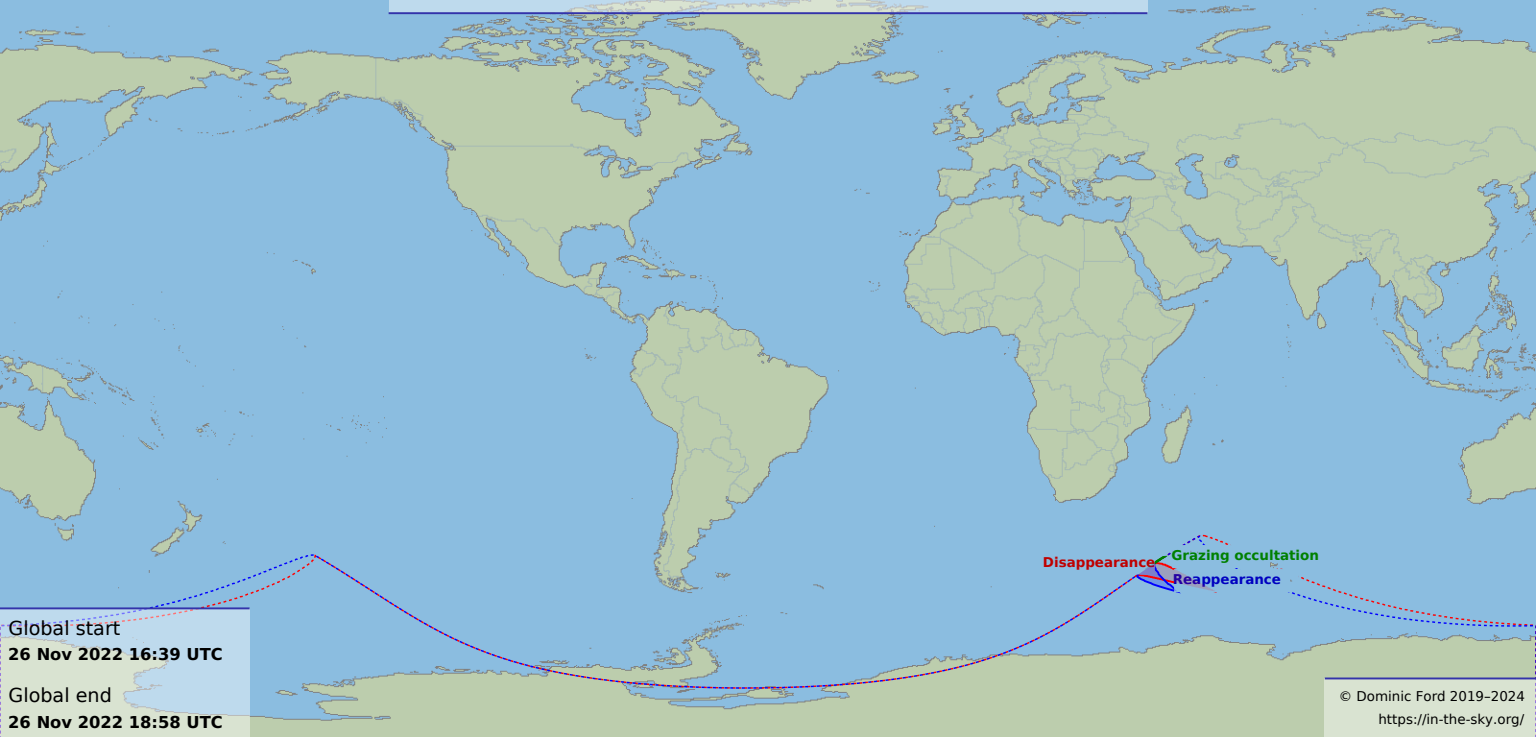 Disappearance
Grazing occultation
Reappearance
Global start
26 Nov 2022 16:39 UTC
Global end
26 Nov 2022 18:58 UTC
© Dominic Ford 2019–2024
https://in-the-sky.org/